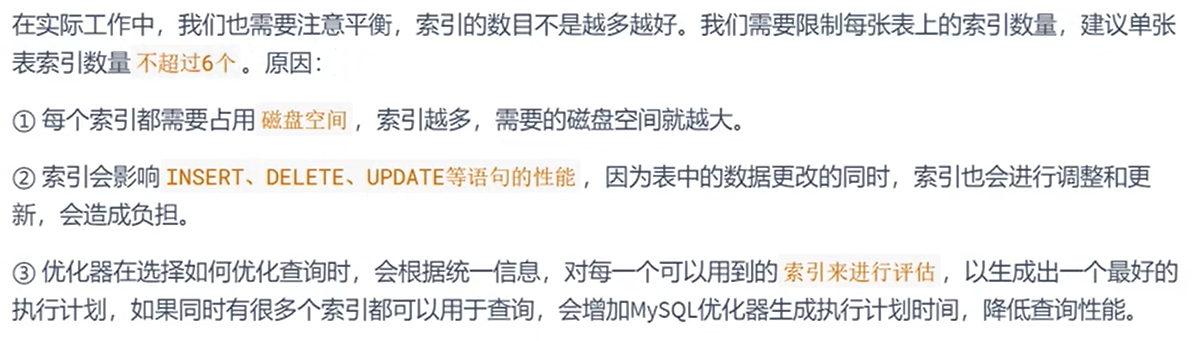 在实际工作中，我们也需要注意平衡，索引的数目不是越多越好。我们需要限制每张表上的索引数量，建议单张
表索引数量 不超过6个 。原因：
① 每个索引都需要占用 磁盘空间 ，索引越多，需要的磁盘空间就越大。
② 索引会影响 INSERT、DELETE、UPDATE等语句的性能 ，因为表中的数据更改的同时，索引也会进行调整和更
新，会造成负担。
③ 优化器在选择如何优化查询时，会根据统一信息，对每一个可以用到的 索引来进行评估 ，以生成出一个最好的
执行计划，如果同时有很多个索引都可以用于查询，会增加MySQL优化器生成执行计划时间，降低查询性能。